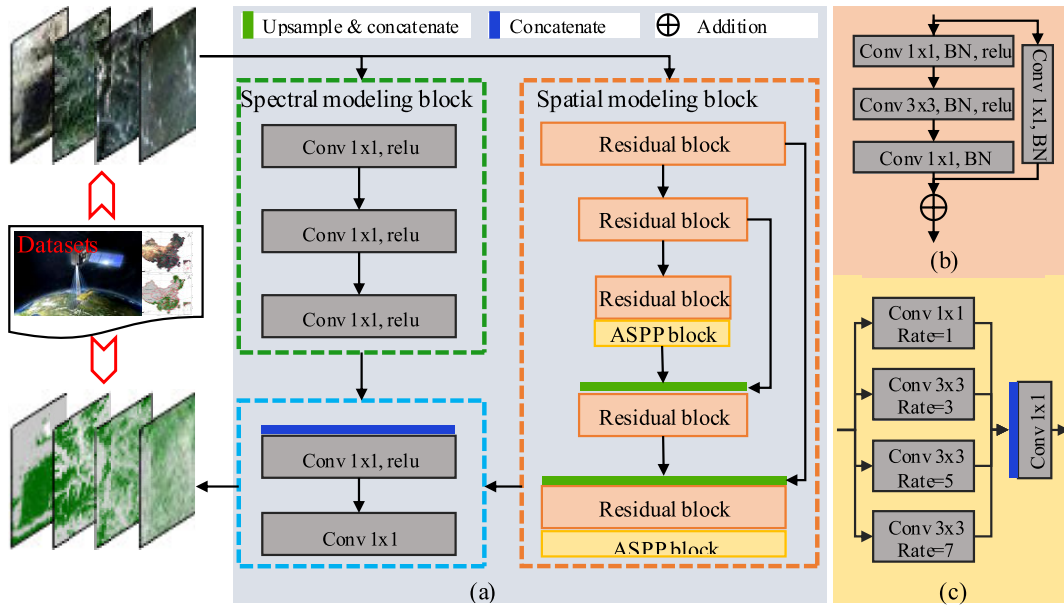 Upsample & concatenate
Concatenate
Addition
Spectral modeling block
Conv 1x1, relu
Conv 1x1, relu
Conv 1x1, relu
Conv 1x1, relu
Conv 1x1
Spatial modeling block
Residual block
Residual block
Residual block
ASPP block
Residual block
Residual block
ASPP block
(a)
Datasets
Conv 1x1, BN, relu
Conv 3x3, BN, relu
Conv 1x1, BN
Conv 1x1, BN
(b)
Conv 1x1
Rate=1
Conv 3x3
Rate=3
Conv 3x3
Rate=5
Conv 3x3
Rate=7
Conv 1x1
(c)